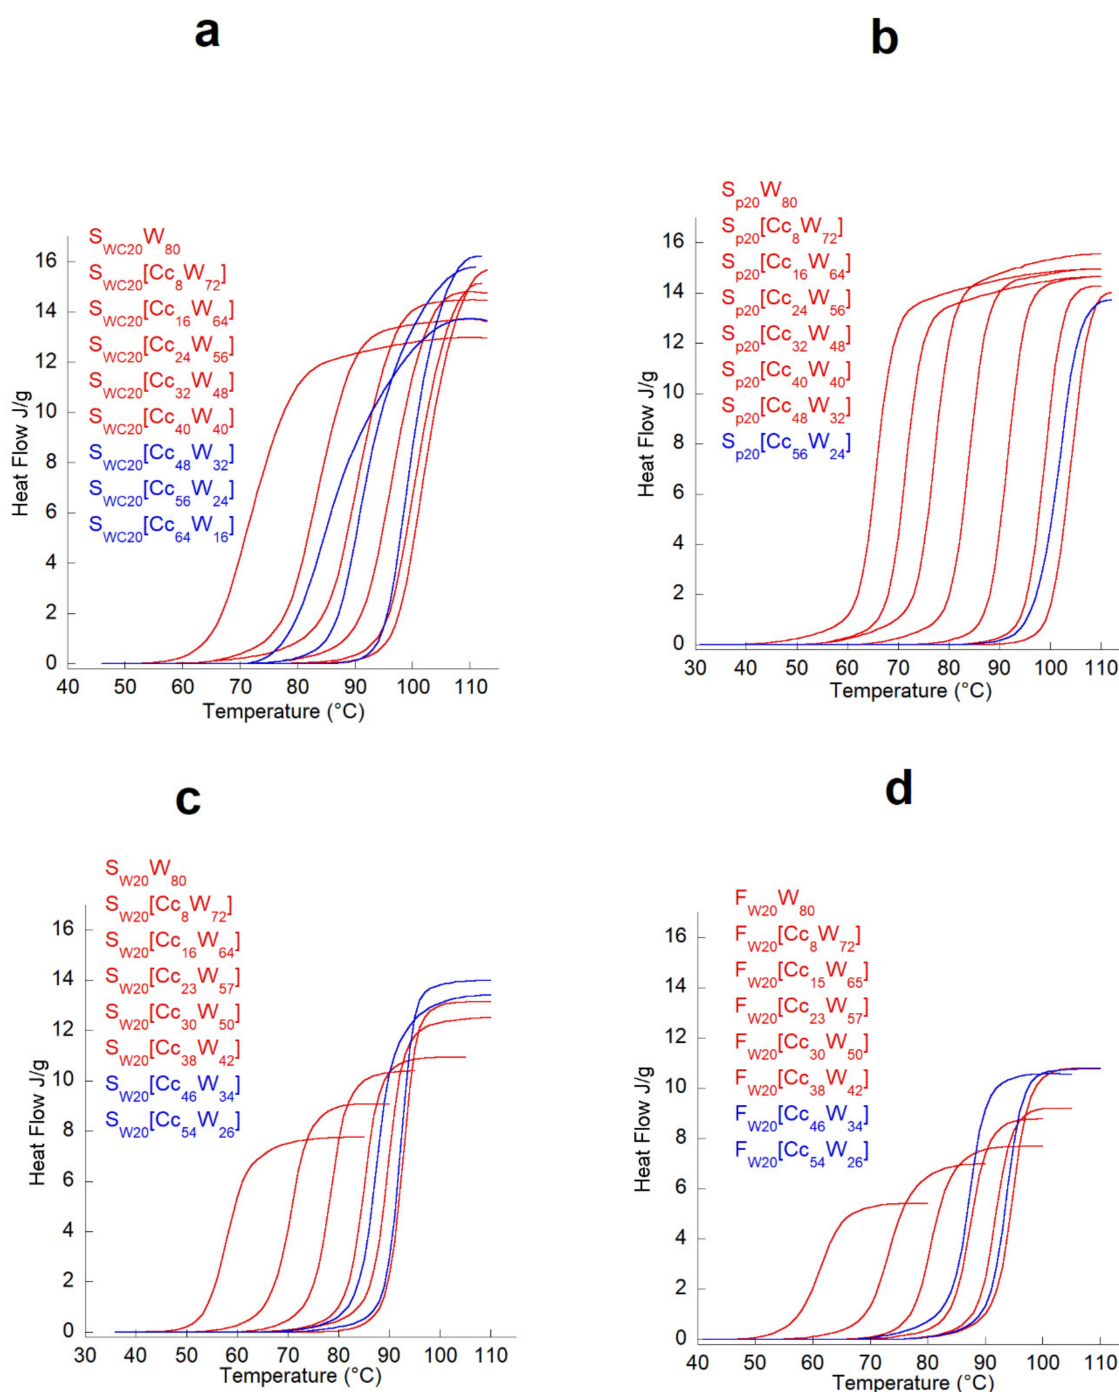 a
b
S_WC20W_80
S_WC20[Cc_8W_72]
S_WC20[Cc_16W_64]
S_WC20[Cc_24W_56]
S_WC20[Cc_32W_48]
S_WC20[Cc_40W_40]
S_WC20[Cc_48W_32]
S_WC20[Cc_56W_24]
S_WC20[Cc_64W_16]
16
14
12
10
8
6
4
2
0
Heat Flow J/g
40 50 60 70 80 90 100 110
Temperature (°C)
S_p20W_80
S_p20[Cc_8W_72]
S_p20[Cc_16W_64]
S_p20[Cc_24W_56]
S_p20[Cc_32W_48]
S_p20[Cc_40W_40]
S_p20[Cc_48W_32]
S_p20[Cc_56W_24]
16
14
12
10
8
6
4
2
0
Heat Flow J/g
30 40 50 60 70 80 90 100 110
Temperature (°C)
c
d
S_W20W_80
S_W20[Cc_8W_72]
S_W20[Cc_16W_64]
S_W20[Cc_23W_57]
S_W20[Cc_30W_50]
S_W20[Cc_38W_42]
S_W20[Cc_46W_34]
S_W20[Cc_54W_26]
16
14
12
10
8
6
4
2
0
Heat Flow J/g
30 40 50 60 70 80 90 100 110
Temperature (°C)
F_W20W_80
F_W20[Cc_8W_72]
F_W20[Cc_15W_65]
F_W20[Cc_23W_57]
F_W20[Cc_30W_50]
F_W20[Cc_38W_42]
F_W20[Cc_46W_34]
F_W20[Cc_54W_26]
16
14
12
10
8
6
4
2
0
Heat Flow J/g
40 50 60 70 80 90 100 110
Temperature (°C)